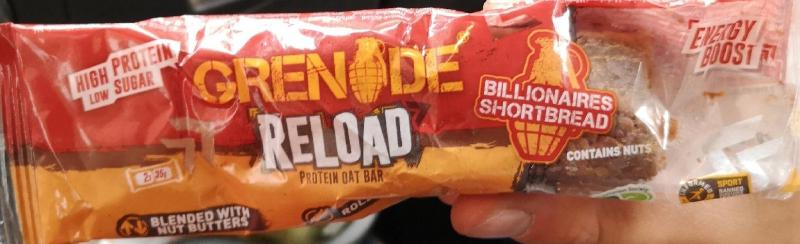 HIGH PROTEIN
LOW SUGAR
GRENADE
RELOAD
PROTEIN OAT BAR
BLENDED WITH
NUT BUTTERS
BILLIONAIRES
SHORTBREAD
CONTAINS NUTS
ENERGY
BOOST
SPORT